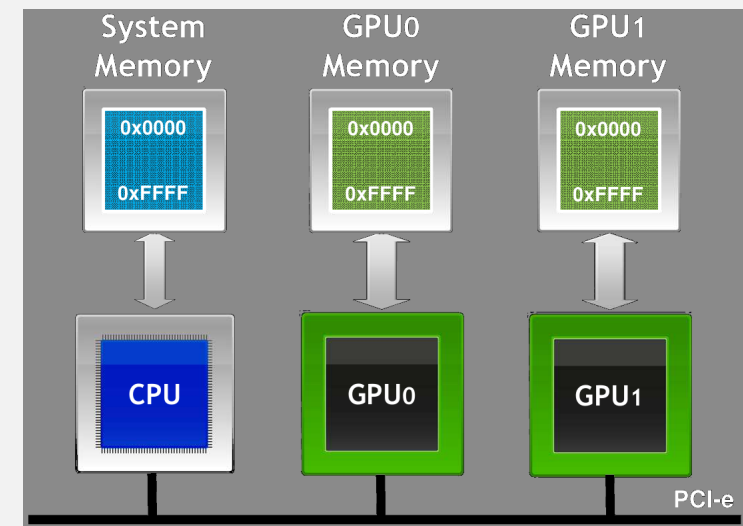 System
Memory
GPU0
Memory
GPU1
Memory
0x0000
0xFFFF
0x0000
0xFFFF
0x0000
0xFFFF
CPU
GPU0
GPU1
PCI-e